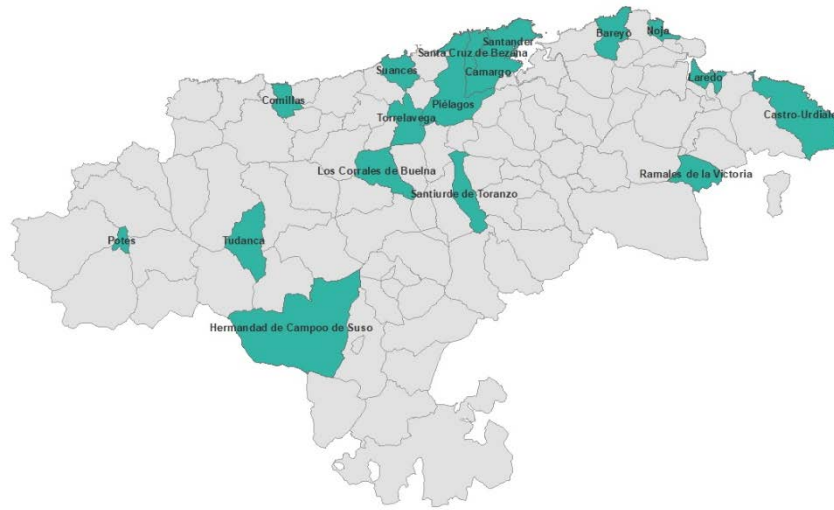 Santander
Bareyo
Noja
Santa Cruz de Bezana
Suances
Camargo
Laredo
Comillas
Piélagos
Torrelavega
Castro-Urdiale
Los Corrales de Buelna
Ramales de la Victoria
Santiurde de Toranzo
Potes
Tudanca
Hermandad de Campoo de Suso